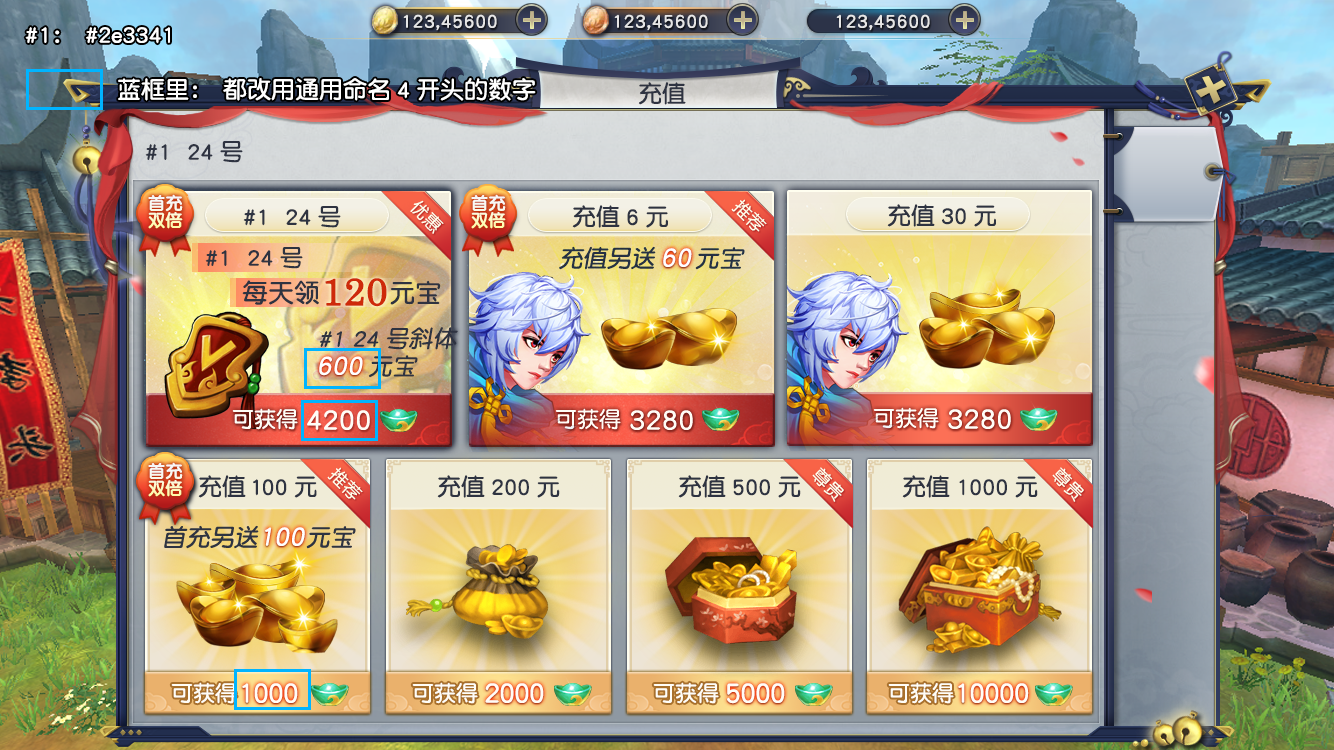 123,45600
123,45600
123,45600
#1: #2e3341
蓝框里: 都改用通用命名 4 开头的数字
充值
#1 24 号
首充
双倍
#1 24 号
优惠
#1 24 号
每天领120元宝
#1 24 号斜体
600元宝
可获得 4200
首充
双倍
充值 6 元
推荐
充值另送 60 元宝
可获得 3280
充值 30 元
可获得 3280
首充
双倍
充值 100 元
推荐
首充另送100元宝
可获得1000
充值 200 元
可获得 2000
充值 500 元
尊贵
可获得 5000
充值 1000 元
尊贵
可获得10000